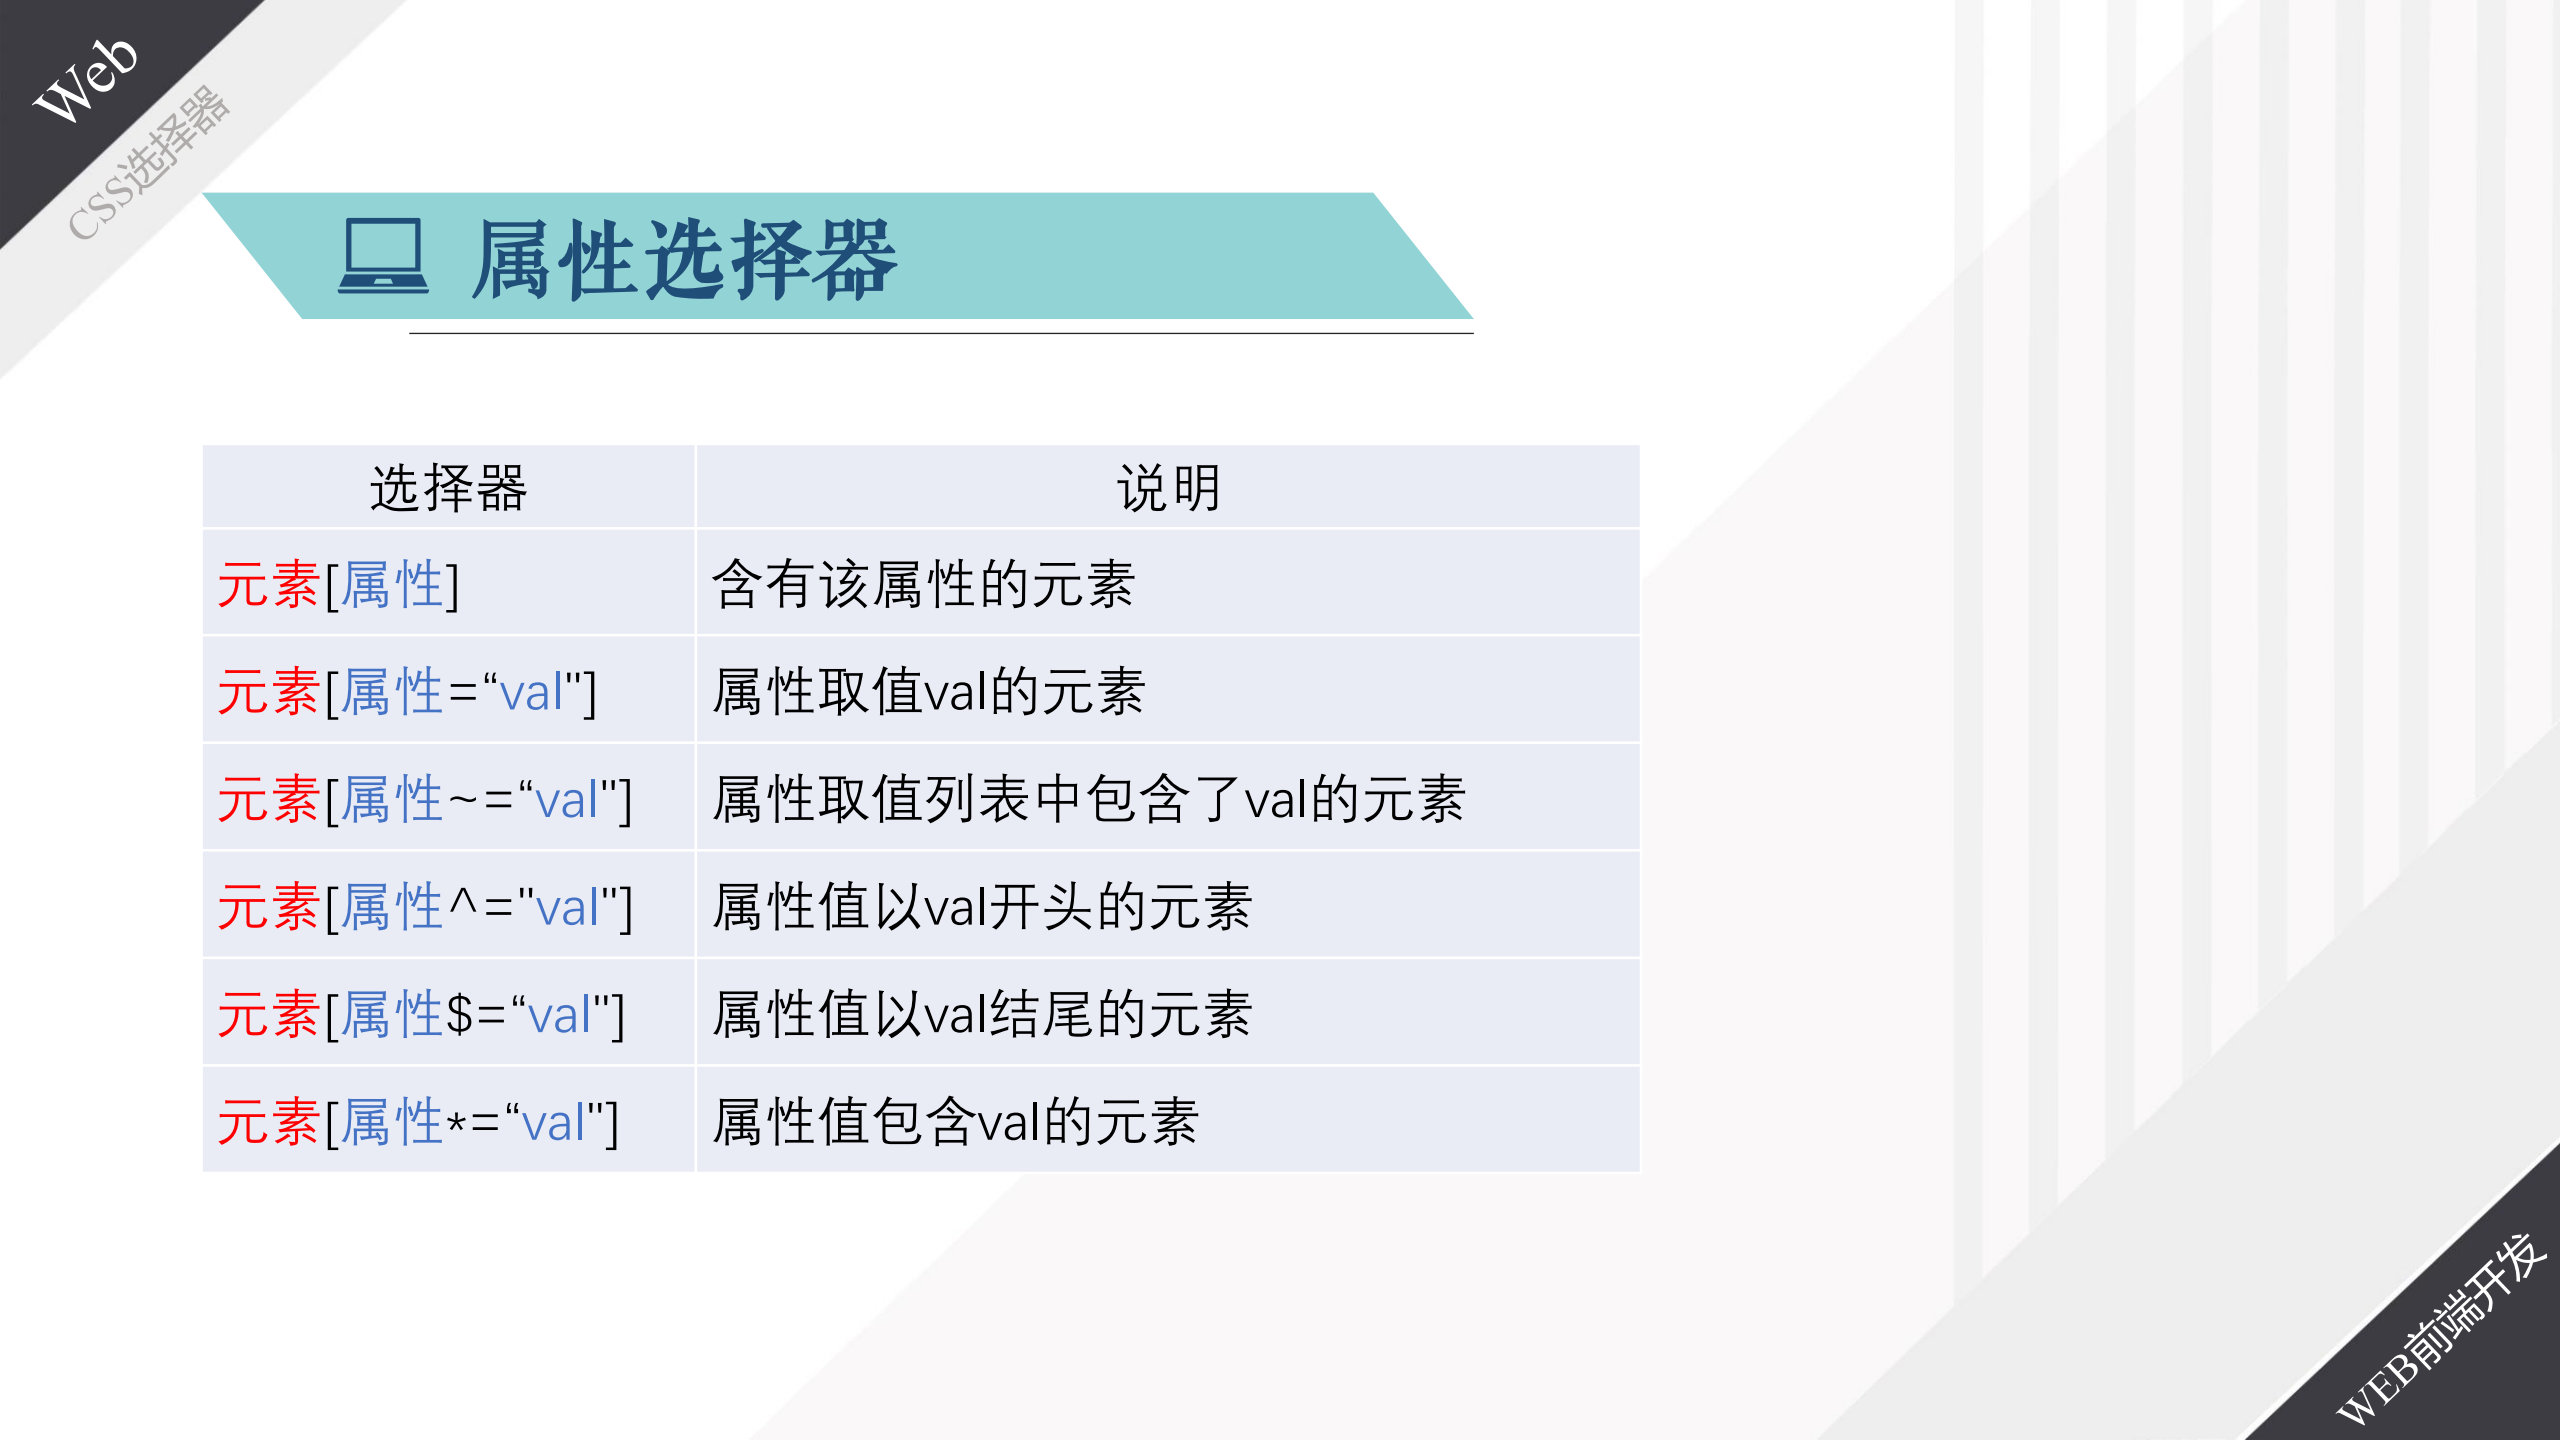 Web
CSS选择器
属性选择器
选择器 说明
元素[属性] 含有该属性的元素
元素[属性=“val"] 属性取值val的元素
元素[属性~=“val"] 属性取值列表中包含了val的元素
元素[属性^="val"] 属性值以val开头的元素
元素[属性$=“val"] 属性值以val结尾的元素
元素[属性*=“val"] 属性值包含val的元素
WEB前端开发